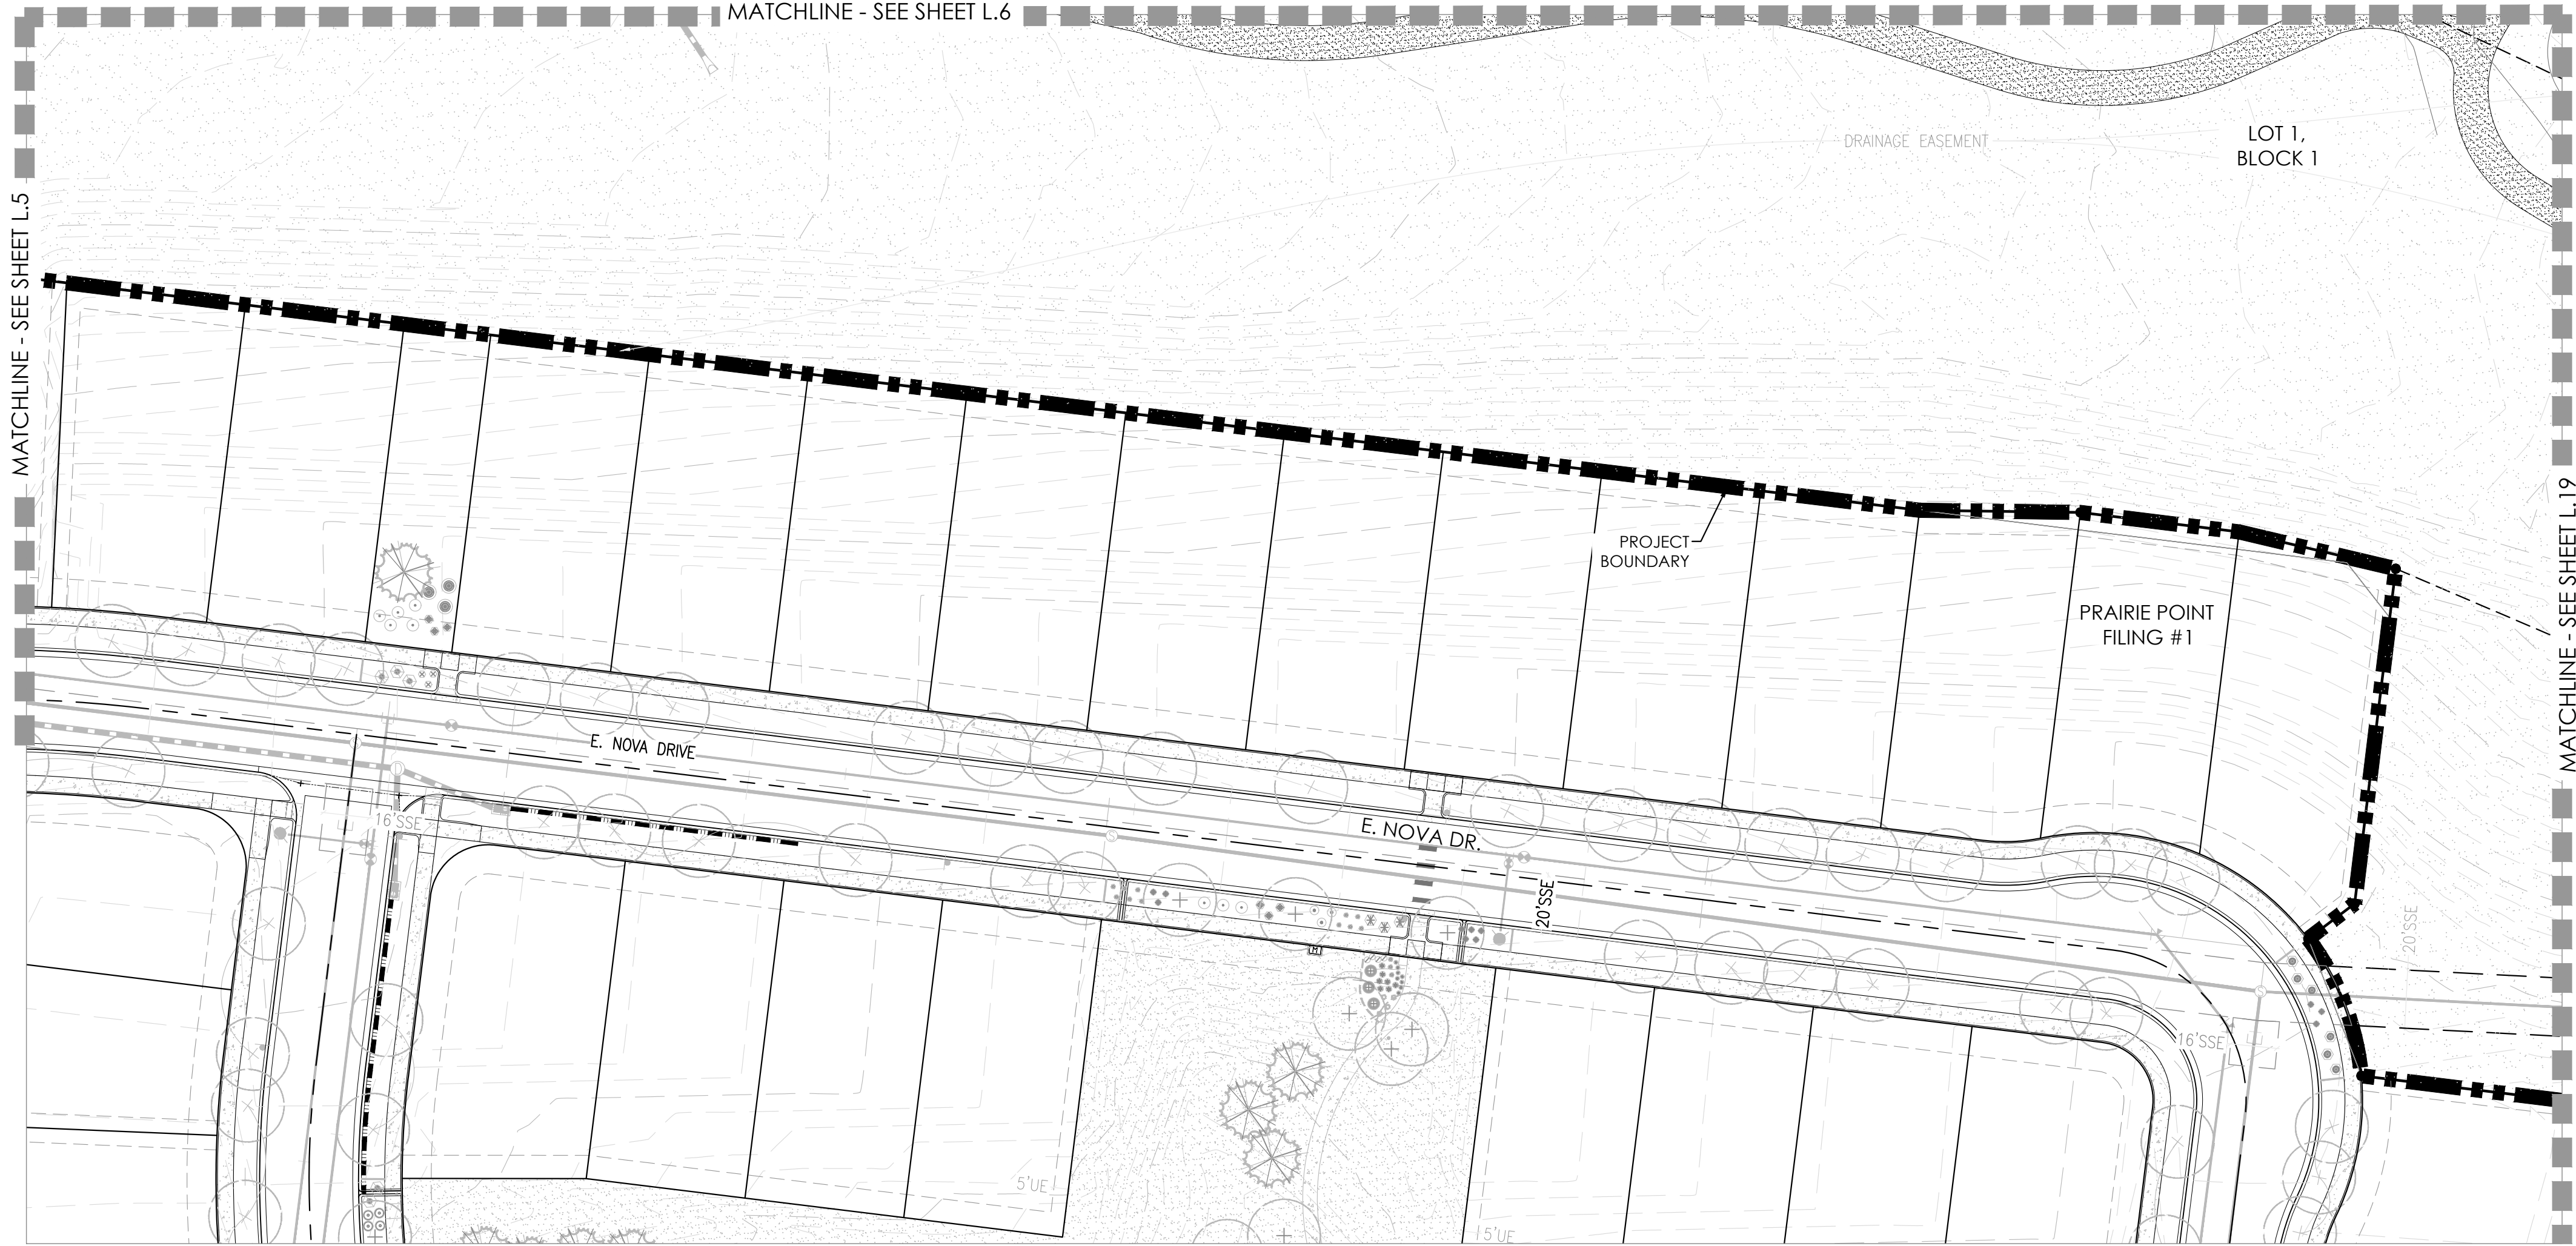 MATCHLINE - SEE SHEET L.6
MATCHLINE - SEE SHEET L.5
DRAINAGE EASEMENT
LOT 1,
BLOCK 1
MATCHLINE - SEE SHEET L.19
PROJECT
BOUNDARY
PRAIRIE POINT
FILING #1
E. NOVA DRIVE
16'SSE
E. NOVA DR.
20'SSE
20'SSE
16'SSE
5'UE
5'UE